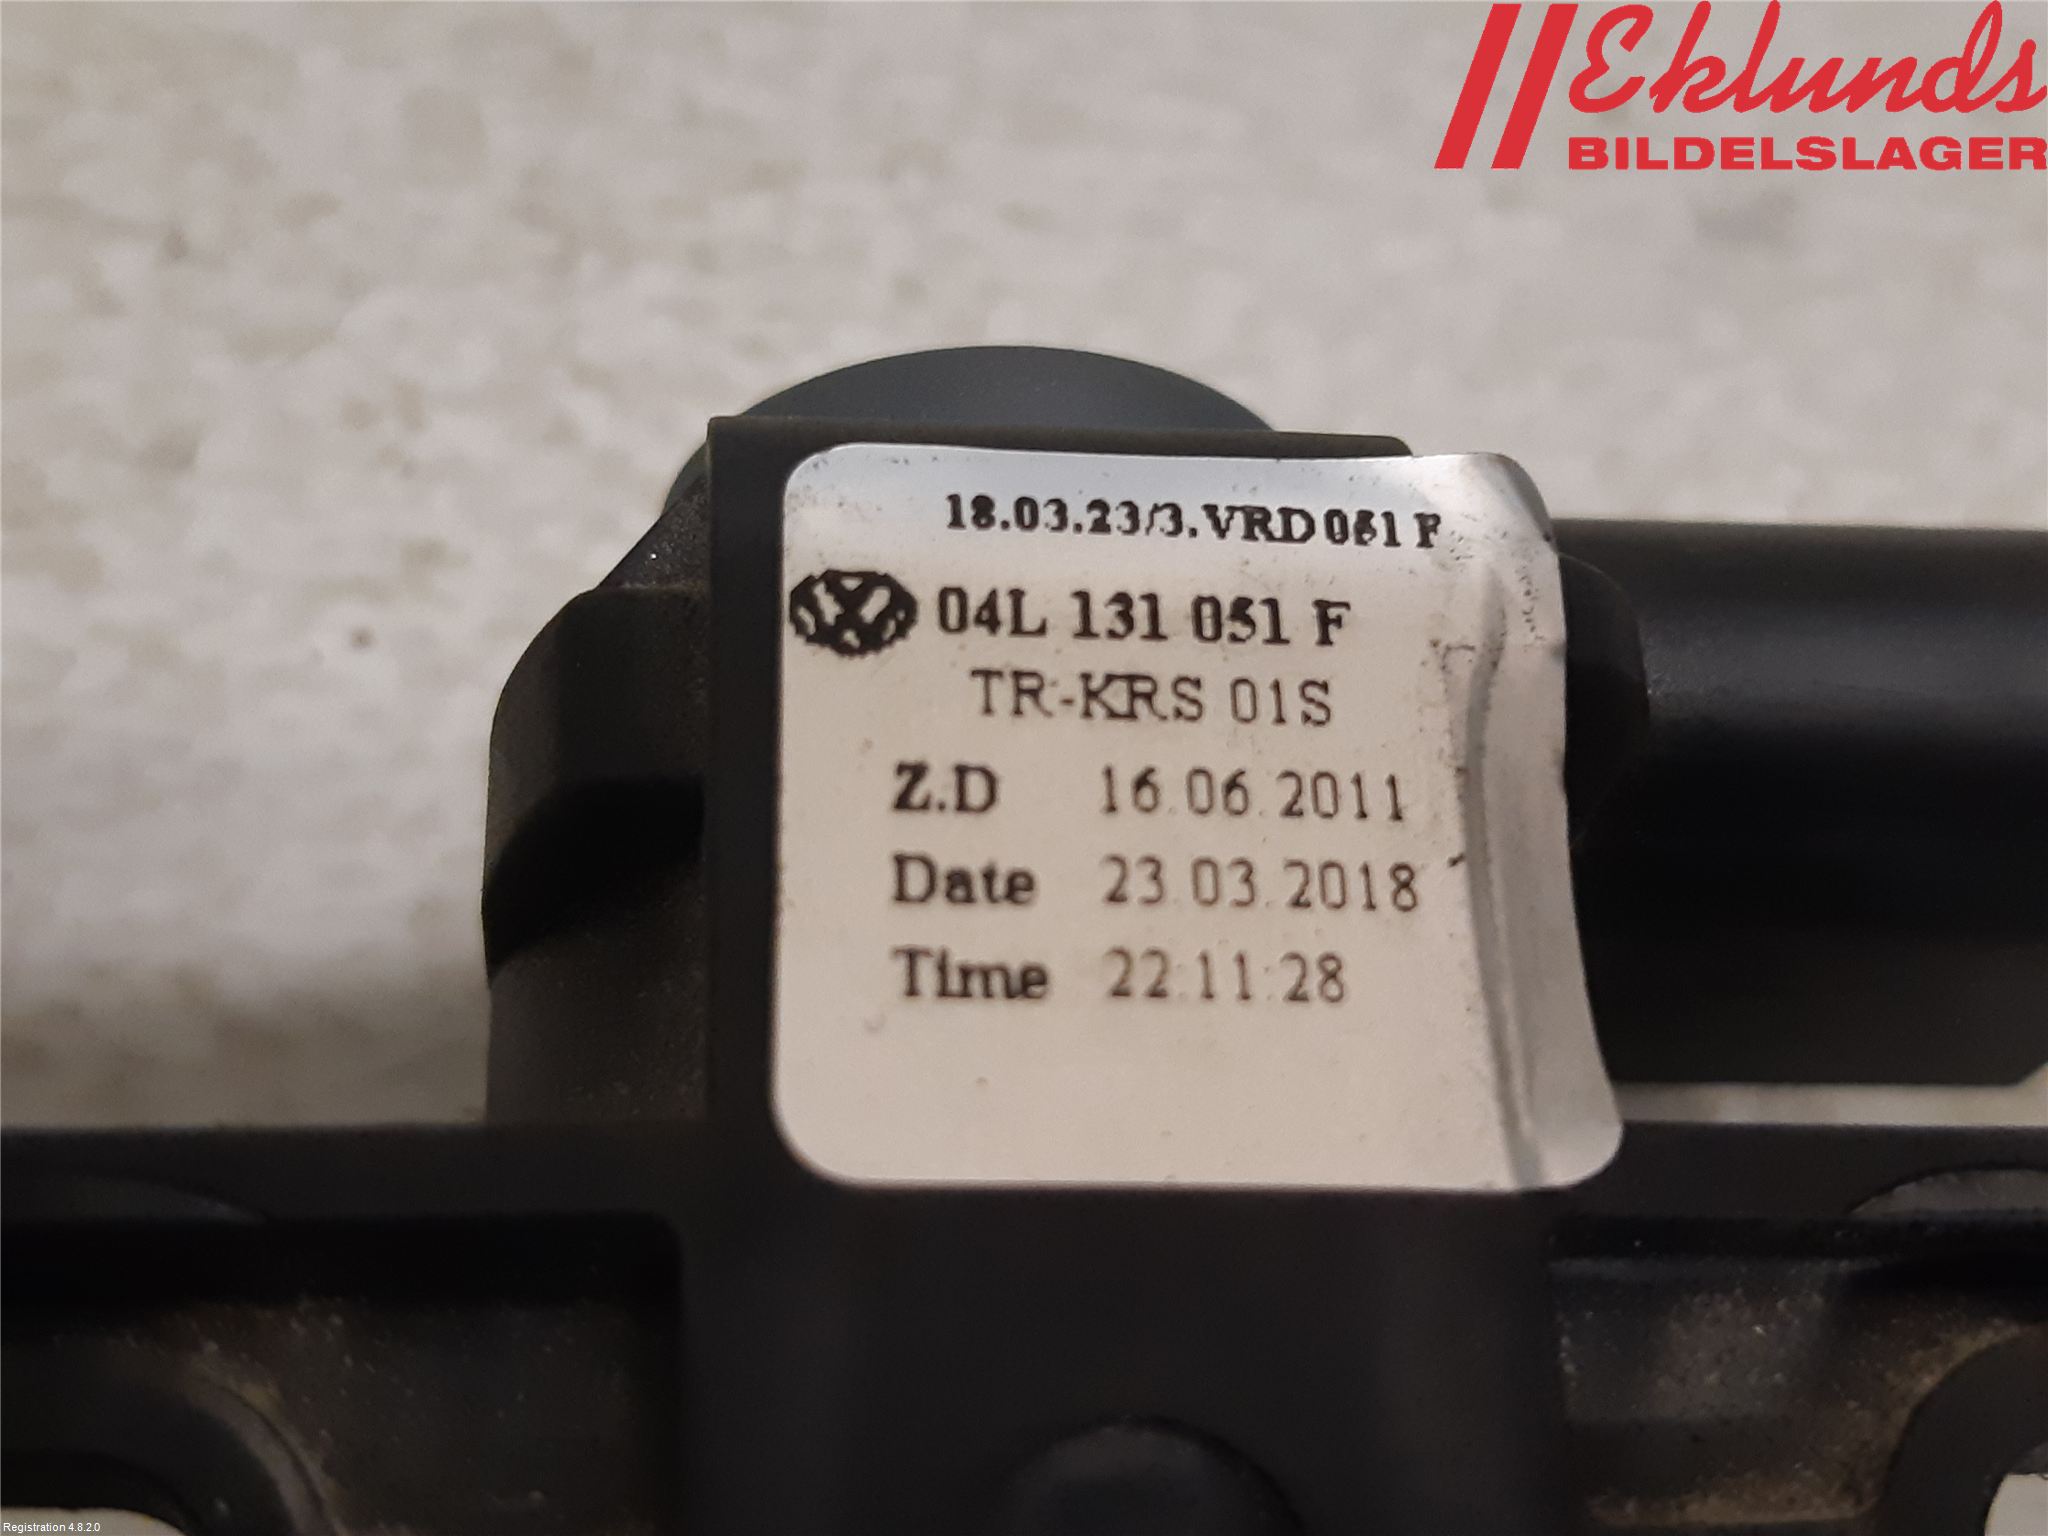 Eklunds
BILDELSLAGER
18.03.23/3.VRD 051 F
04L 131 051 F
TR-KRS 01S
Z.D 16.06.2011
Date 23.03.2018
Time 22:11:28
Registration 4.8.2.0